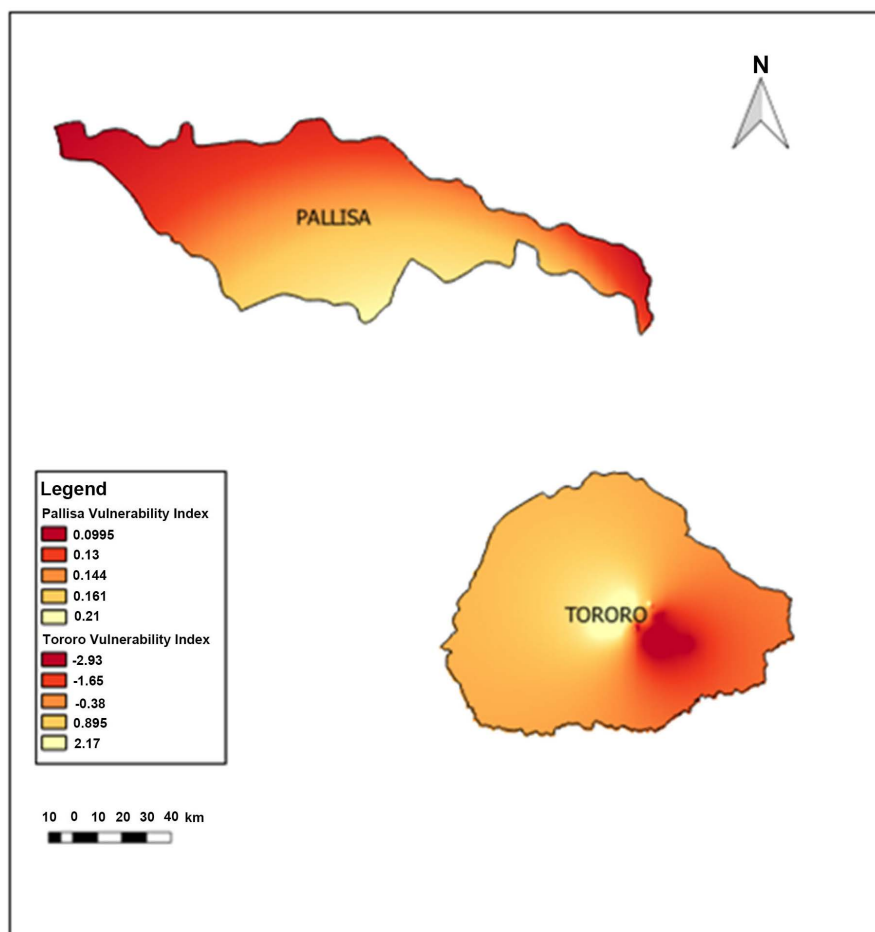 N
PALLISA
Legend
Pallisa Vulnerability Index
0.0995
0.13
0.144
0.161
0.21
Tororo Vulnerability Index
-2.93
-1.65
-0.38
0.895
2.17
TORORO
10 0 10 20 30 40 km